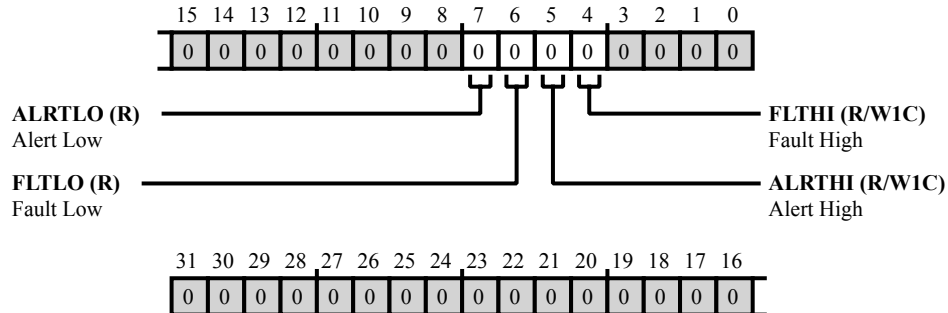 15 14 13 12 11 10 9 8 7 6 5 4 3 2 1 0
0 0 0 0 0 0 0 0 0 0 0 0 0 0 0 0
ALRTLO (R)
Alert Low
FLTHI (R/W1C)
Fault High
FLTLO (R)
Fault Low
ALRTHI (R/W1C)
Alert High
31 30 29 28 27 26 25 24 23 22 21 20 19 18 17 16
0 0 0 0 0 0 0 0 0 0 0 0 0 0 0 0